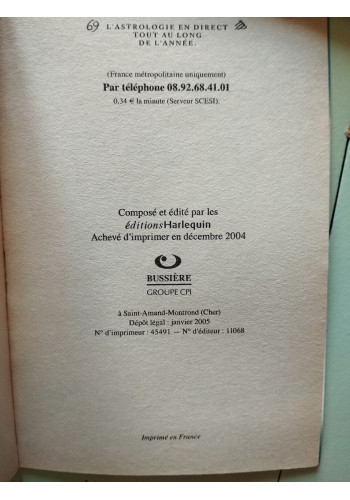 69 L'ASTROLOGIE EN DIRECT
TOUT AU LONG
DE L'ANNÉE.
(France métropolitaine uniquement)
Par téléphone 08.92.68.41.01
0,34 € la minute (Serveur SCESI).
Composé et édité par les
éditionsHarlequin
Achevé d'imprimer en décembre 2004
BUSSIÈRE
GROUPE CPI
à Saint-Amand-Montrond (Cher)
Dépôt légal : janvier 2005
N° d'imprimeur : 45491 — N° d'éditeur : 11068
Imprimé en France